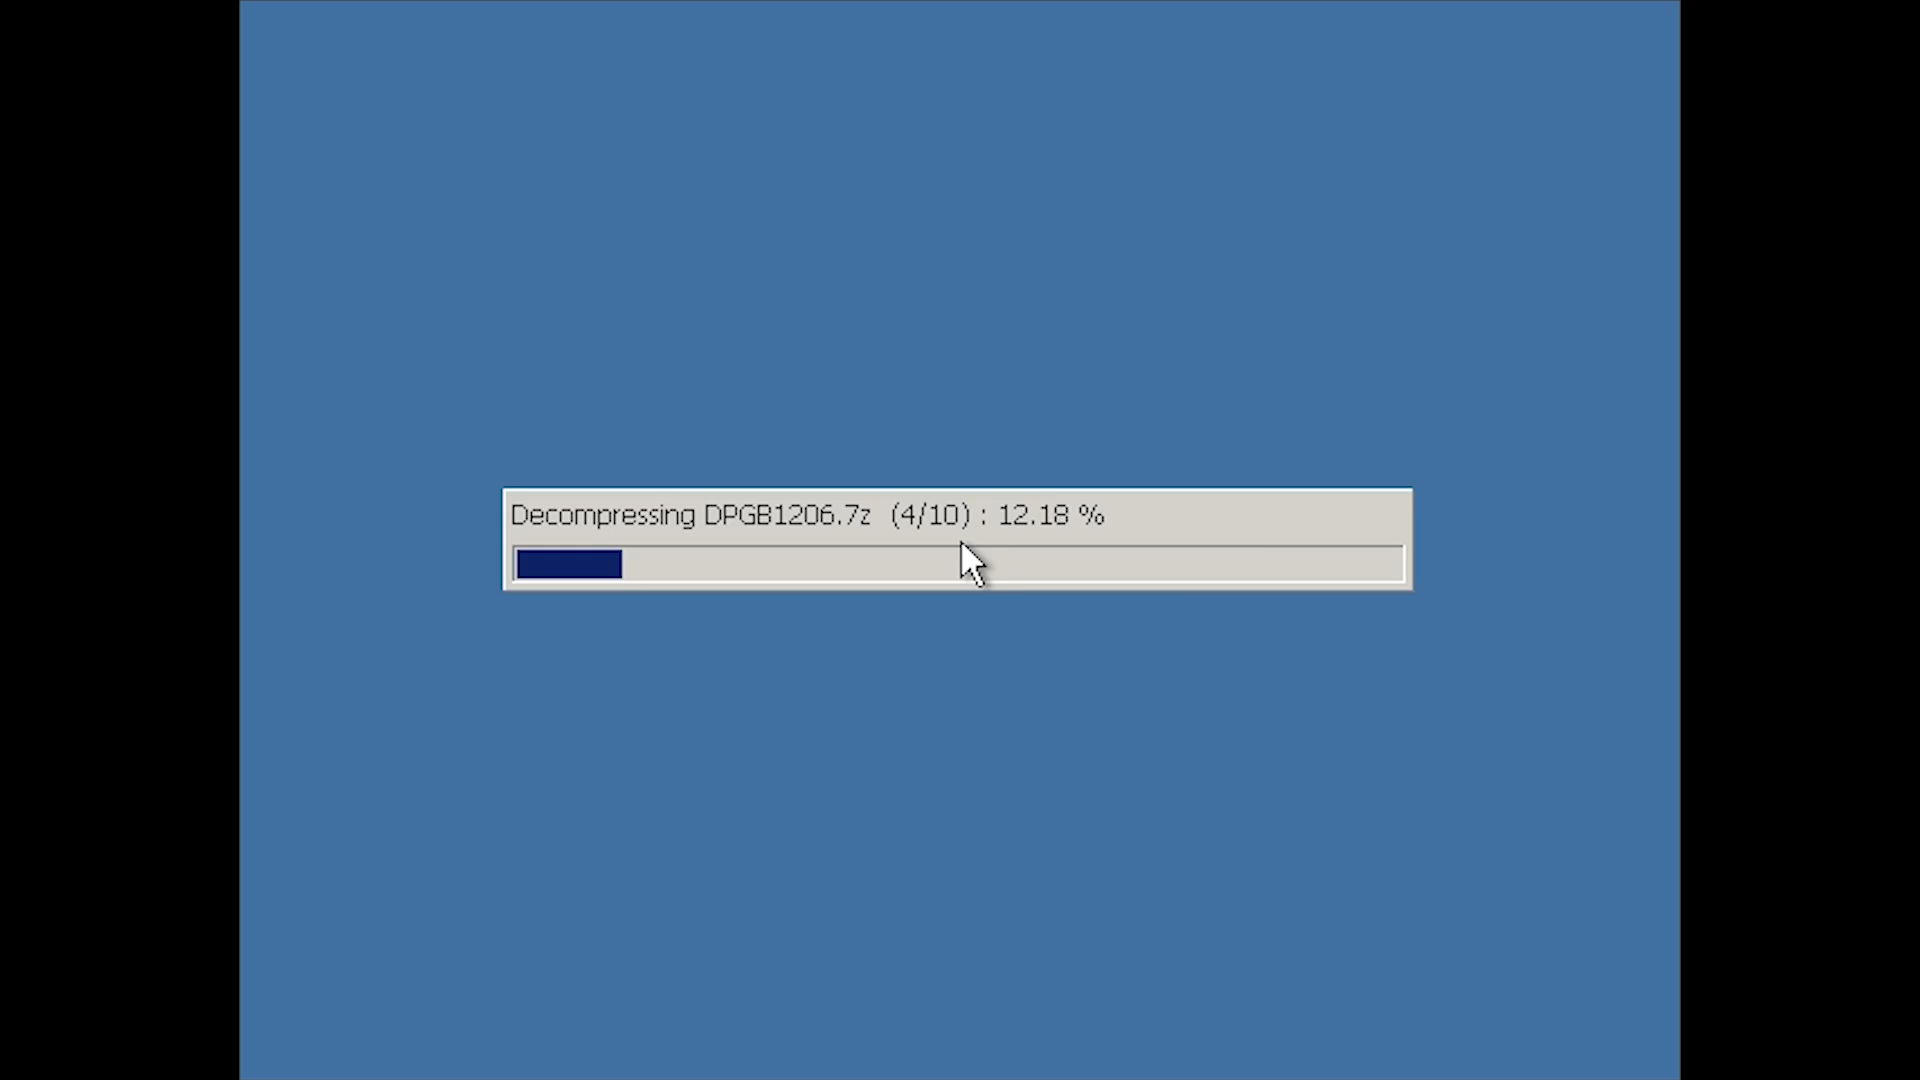 Decompressing DPGB1206.7z (4/10) : 12.18 %